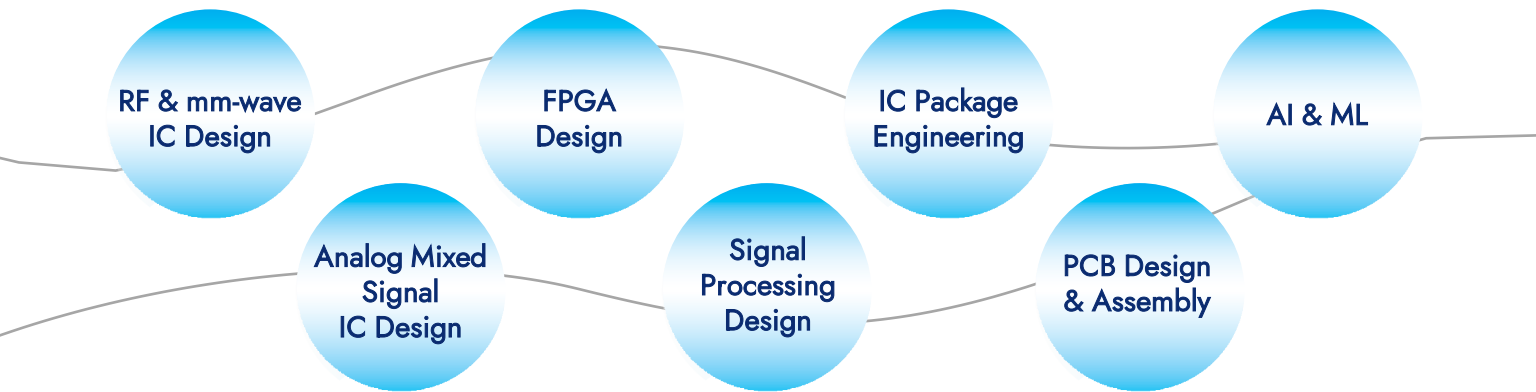 RF & mm-wave
IC Design
FPGA
Design
IC Package
Engineering
AI & ML
Analog Mixed
Signal
IC Design
Signal
Processing
Design
PCB Design
& Assembly